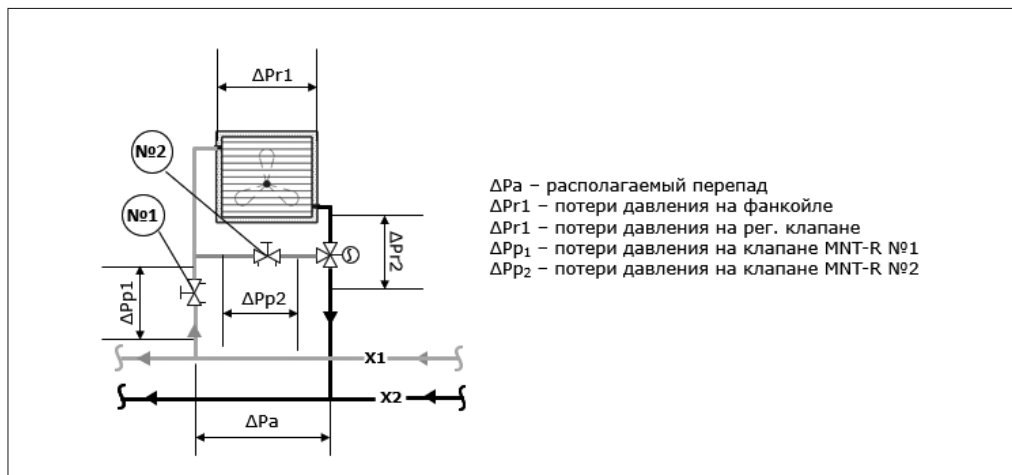 ΔPr1
№2
№1
ΔPr2
ΔPp1
ΔPp2
X1
X2
ΔPa
ΔPa – располагаемый перепад
ΔPr1 – потери давления на фанкойле
ΔPr1 – потери давления на рег. клапане
ΔPp₁ – потери давления на клапане MNT-R №1
ΔPp₂ – потери давления на клапане MNT-R №2